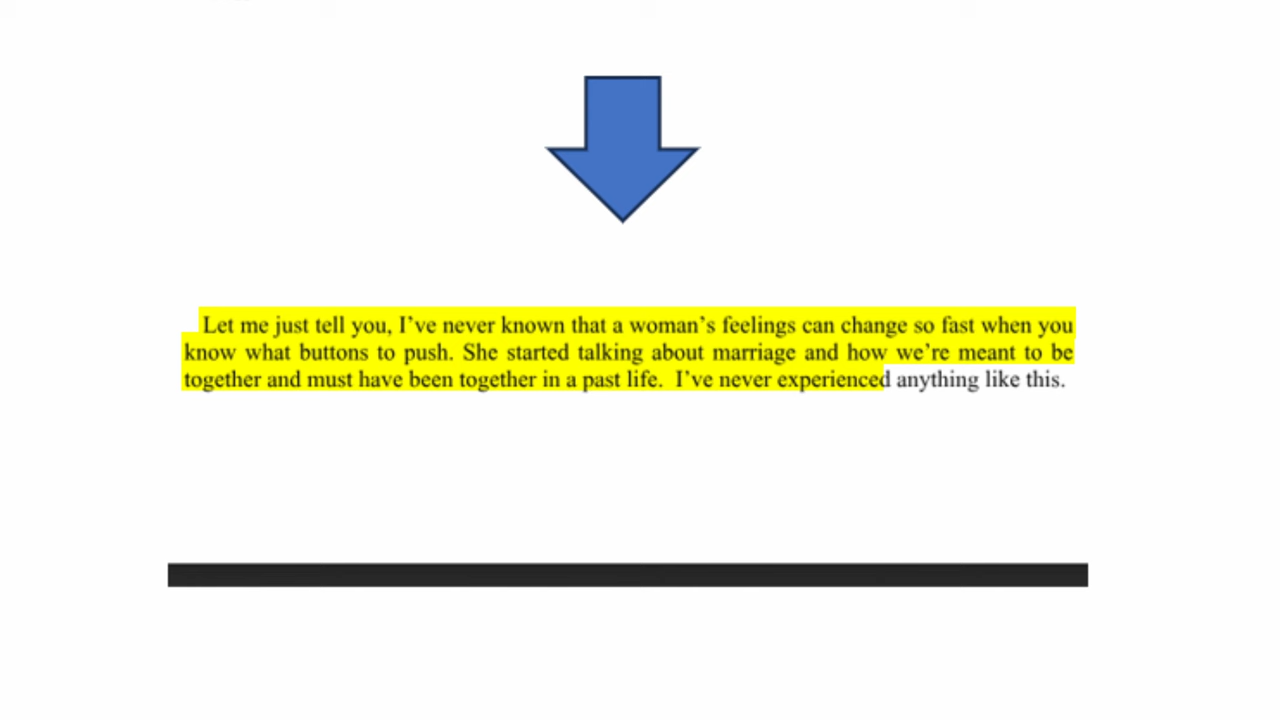 Let me just tell you, I’ve never known that a woman’s feelings can change so fast when you
know what buttons to push. She started talking about marriage and how we’re meant to be
together and must have been together in a past life.  I’ve never experienced anything like this.